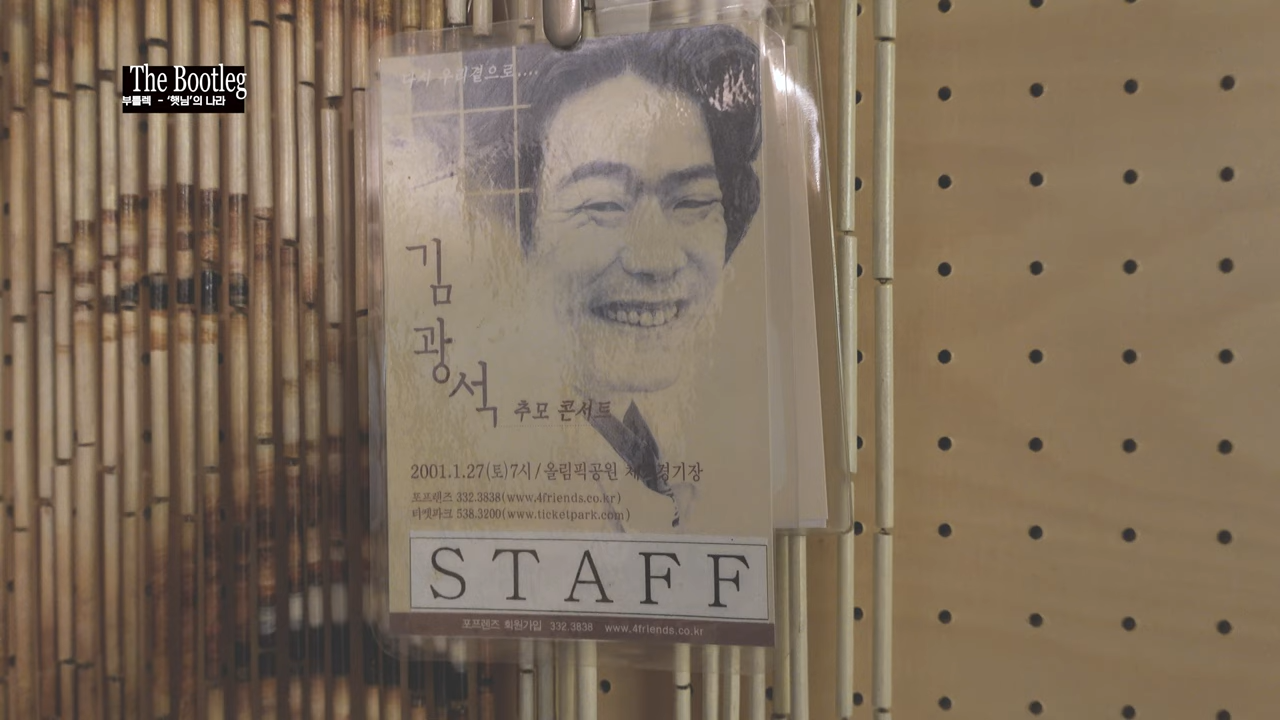 The Bootleg
부틀렉 - '햇님'의 나라
다시 우리곁으로....
김
광
석
추모 콘서트
2001.1.27(토)7시/올림픽공원 체 경기장
포프렌즈 332.3838(www.4friends.co.kr)
티켓파크 538.3200(www.ticketpark.com)
STAFF
포프렌즈 회원가입 332.3838 www.4friends.co.kr